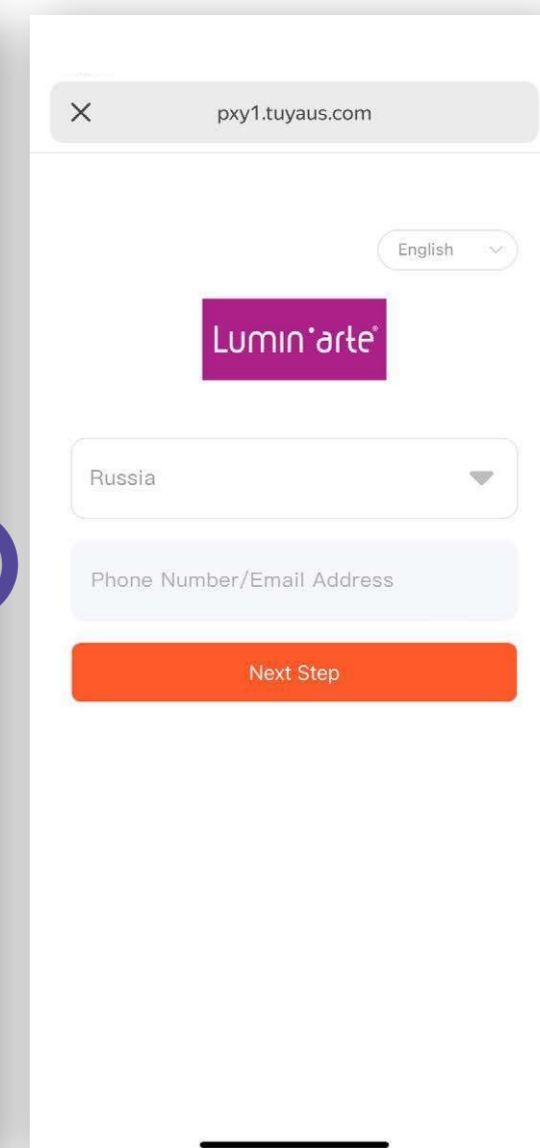 pxy1.tuyaus.com
English
Lumin•arte®
Russia
Phone Number/Email Address
Next Step